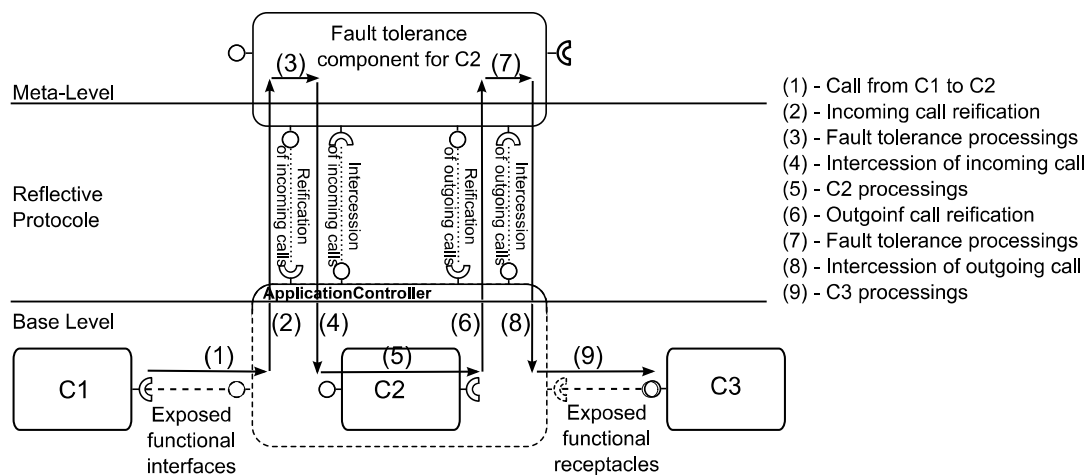 Fault tolerance
component for C2
(3)
(7)
Meta-Level
Reification
of incoming calls
Intercession
of incoming calls
Reification
of outgoing calls
Intercession
of outgoing calls
Reflective
Protocole
ApplicationController
Base Level
(2)
(4)
(6)
(8)
(1)
(5)
(9)
C1
C2
C3
Exposed
functional
interfaces
Exposed
functional
receptacles
(1) - Call from C1 to C2
(2) - Incoming call reification
(3) - Fault tolerance processings
(4) - Intercession of incoming call
(5) - C2 processings
(6) - Outgoinf call reification
(7) - Fault tolerance processings
(8) - Intercession of outgoing call
(9) - C3 processings